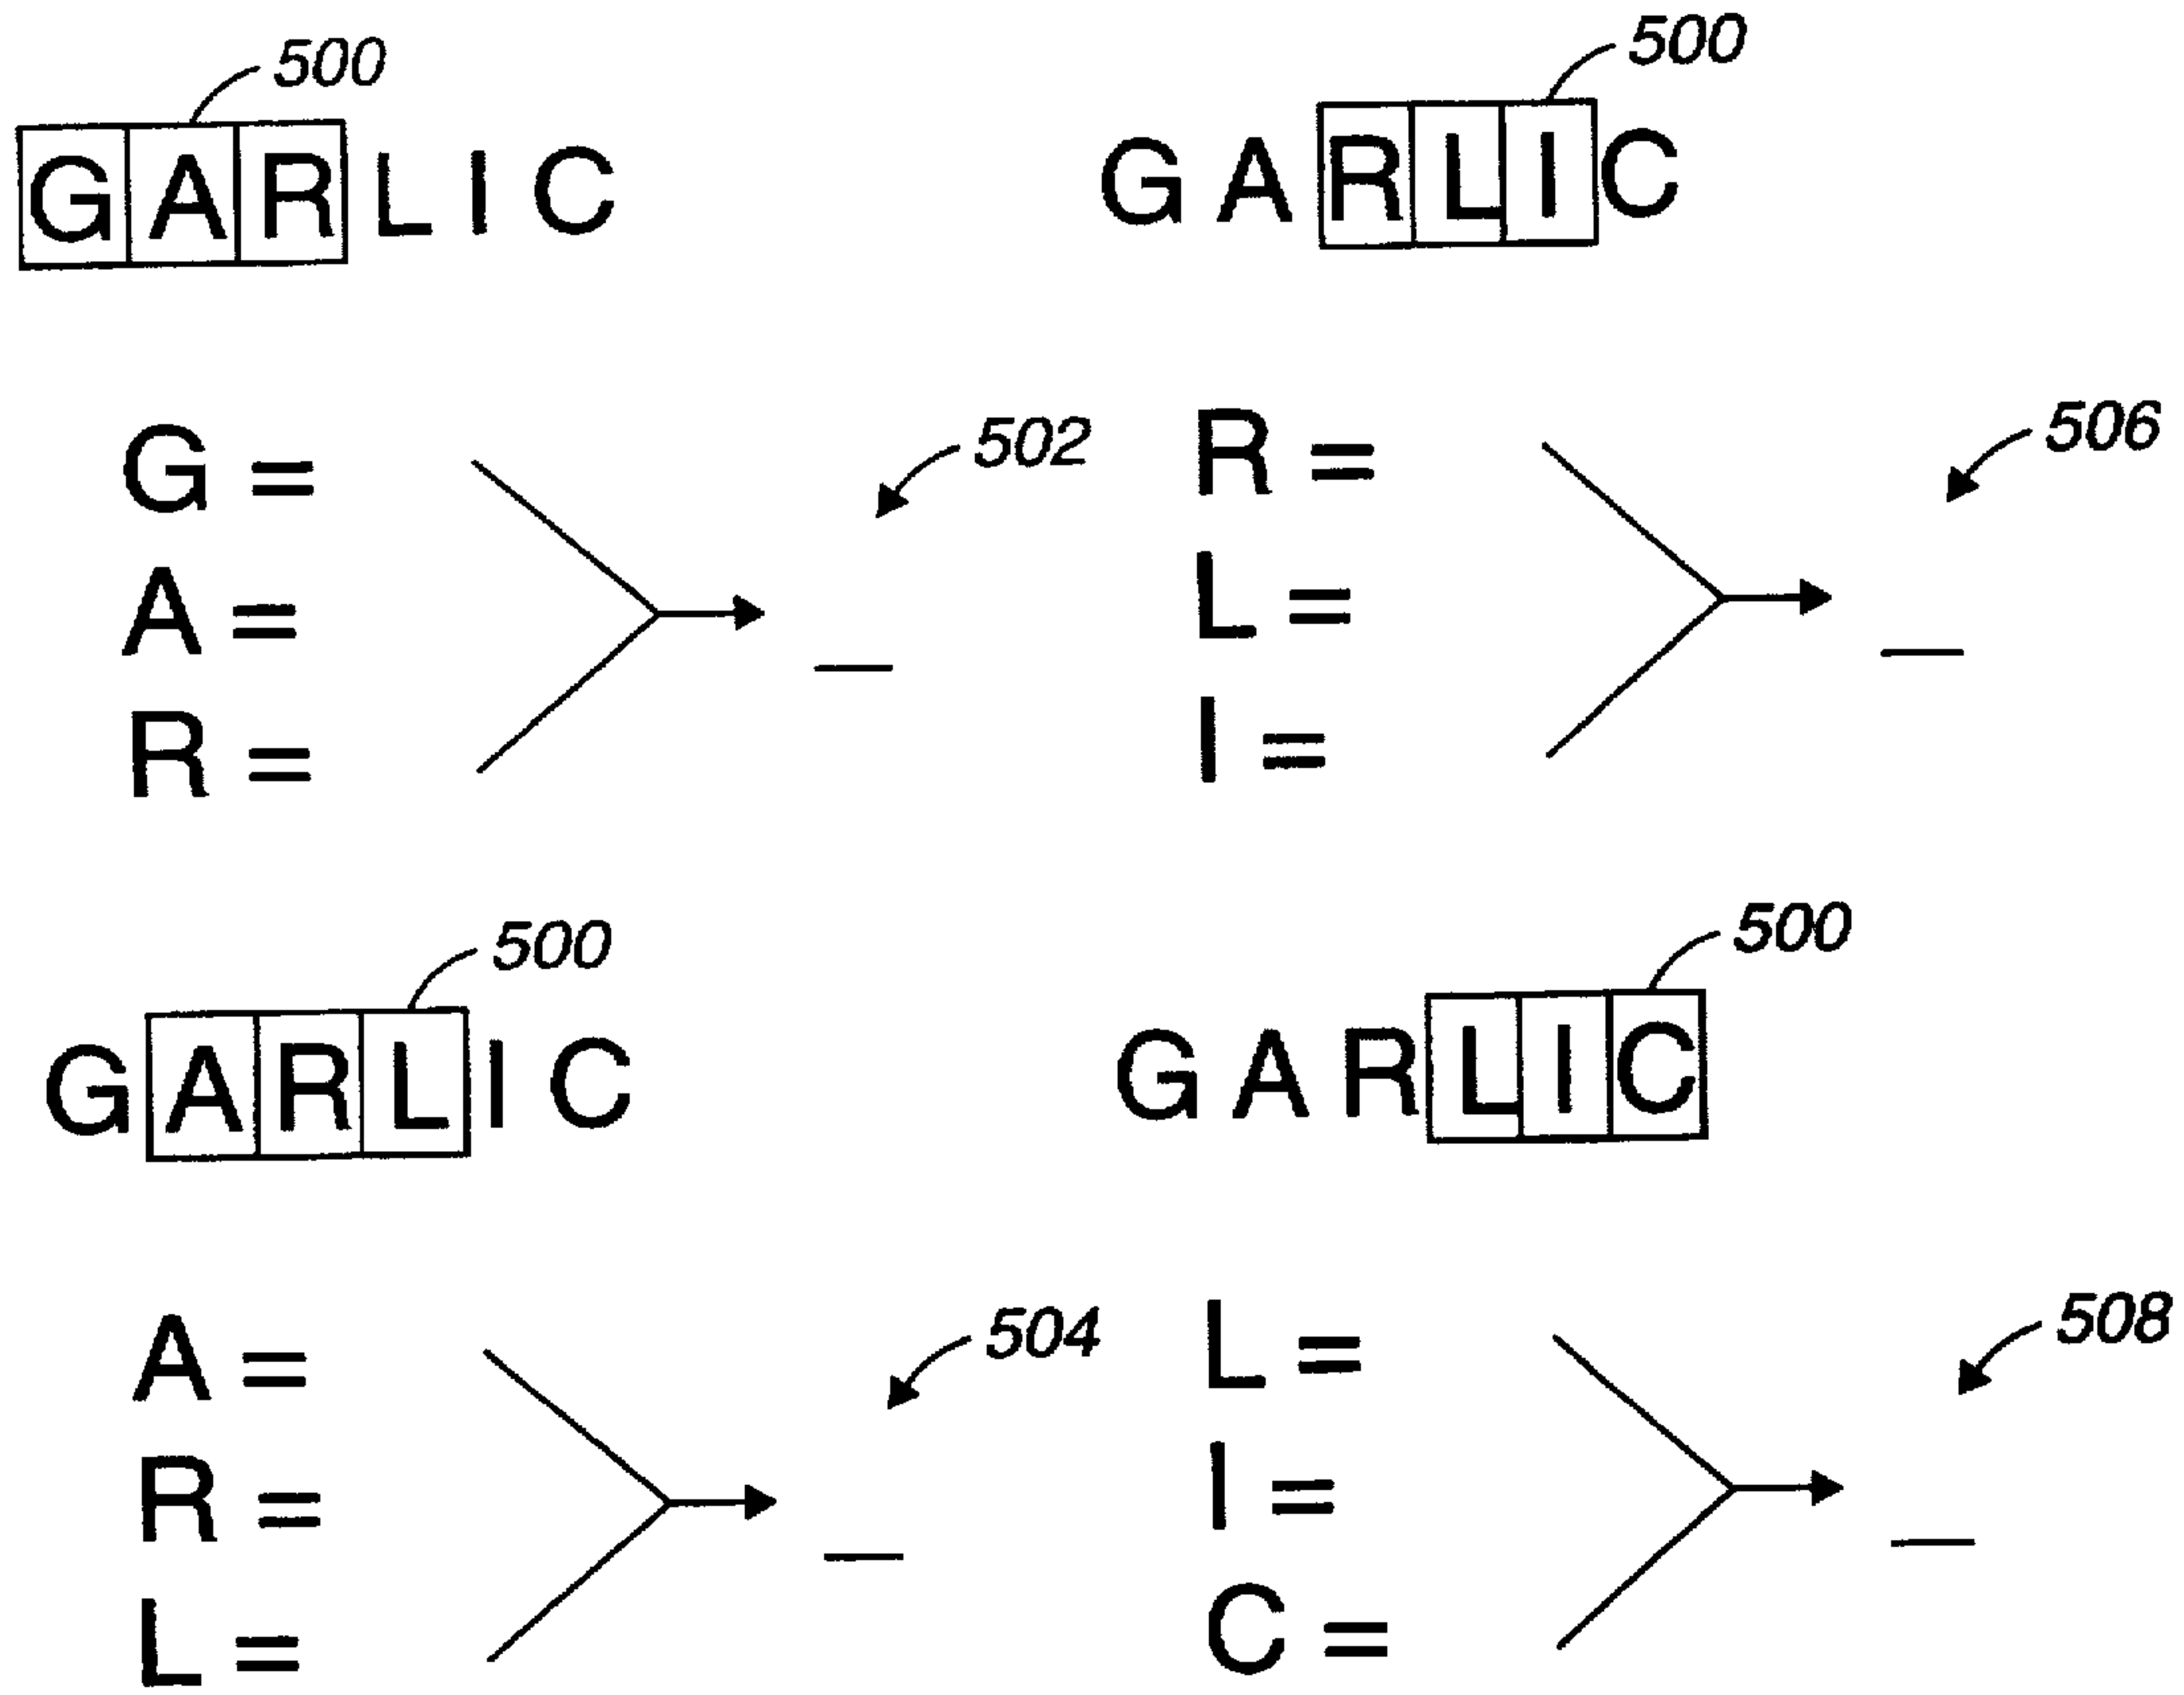 500
GARLIC
G =
A =
R =
502
_
500
GARLIC
A =
R =
L =
504
_
500
GARLIC
R =
L =
I =
506
_
500
GARLIC
L =
I =
C =
508
_